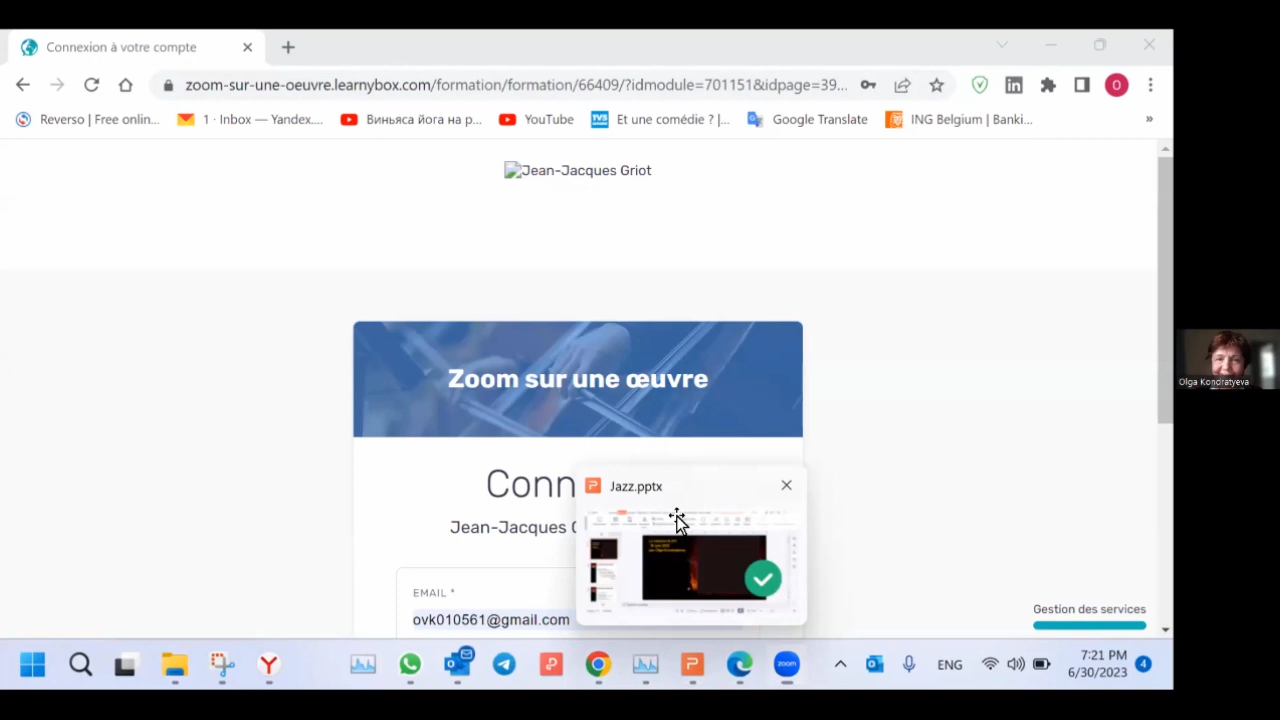 Connexion à votre compte
zoom-sur-une-oeuvre.learnybox.com/formation/formation/66409/?idmodule=701151&idpage=39...
O
Reverso | Free onlin...
1 · Inbox — Yandex....
Виньяса йога на р...
YouTube
TV5
Et une comédie ? |...
Google Translate
ING Belgium | Banki...
»
Jean-Jacques Griot
Zoom sur une œuvre
Conn
Jean-Jacques
Jazz.pptx
EMAIL *
ovk010561@gmail.com
Gestion des services
zoom
ENG
7:21 PM
6/30/2023
4
Olga Kondratyeva